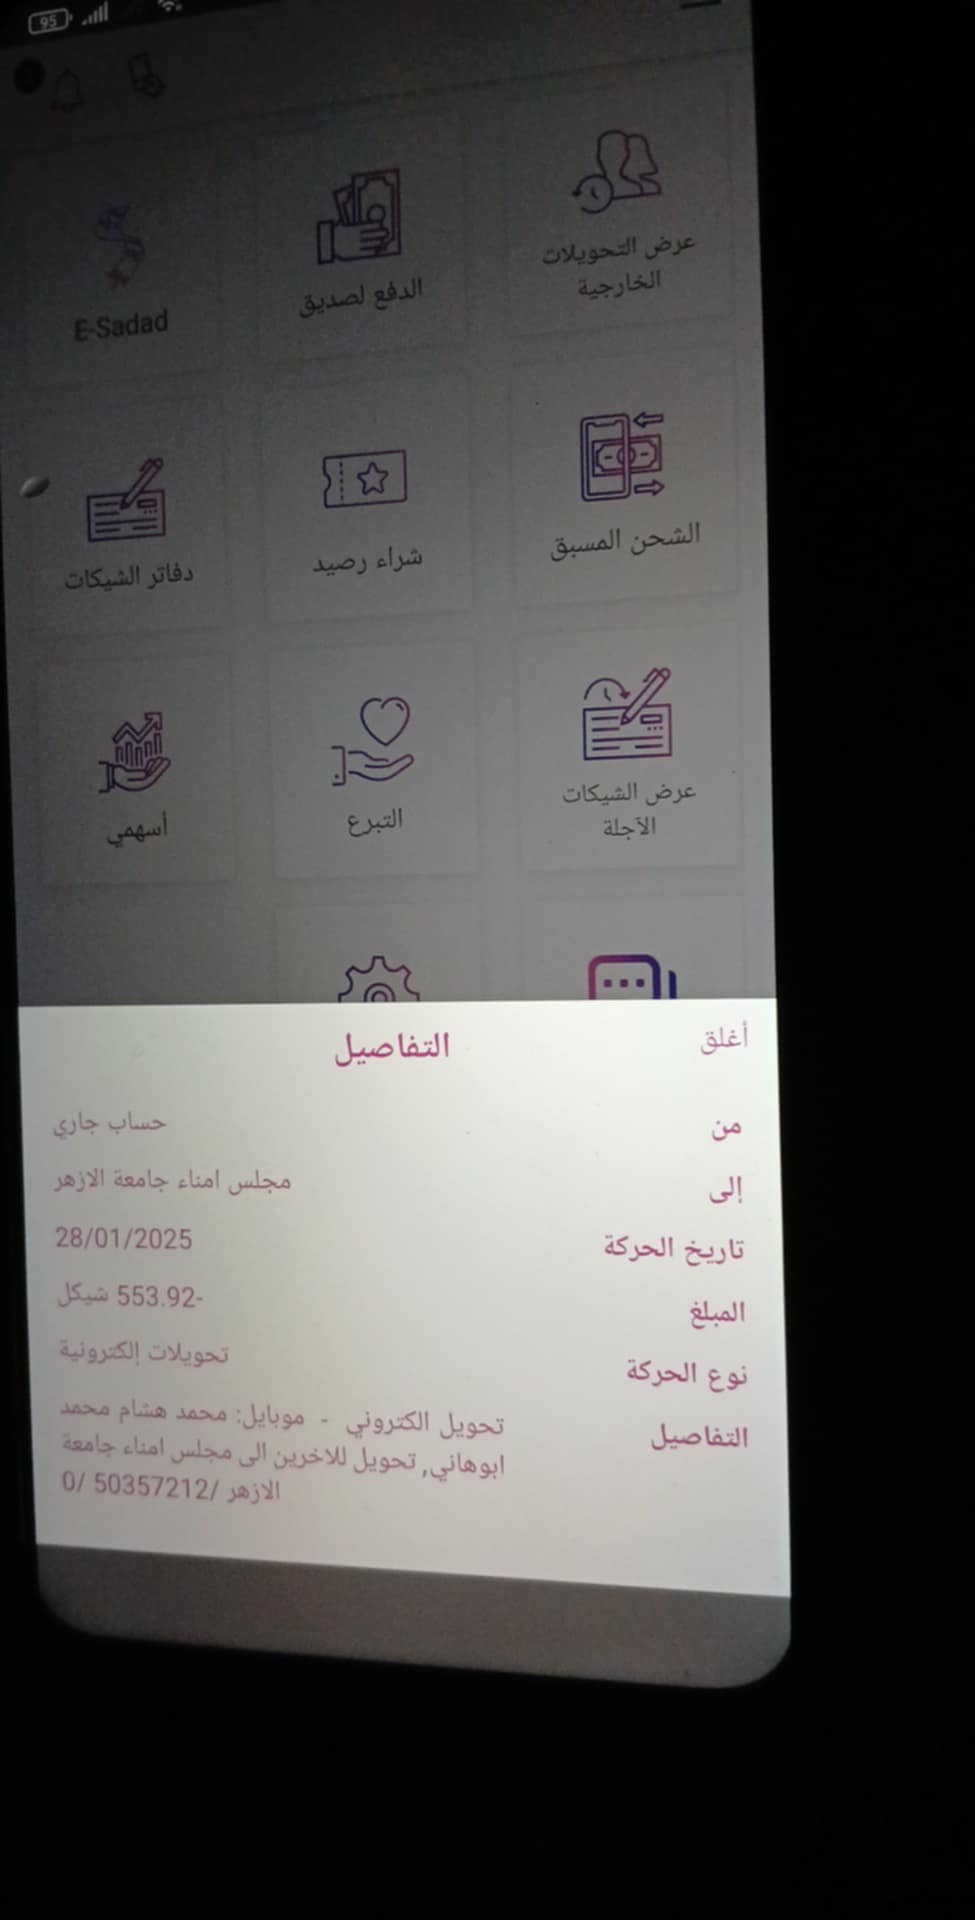 95
عرض التحويلات
الخارجية
الدفع لصديق
E-Sadad
الشحن المسبق
شراء رصيد
دفاتر الشيكات
عرض الشيكات
الآجلة
التبرع
أسهمي
أغلق
التفاصيل
من
حساب جاري
إلى
مجلس امناء جامعة الازهر
تاريخ الحركة
28/01/2025
المبلغ
-553.92 شيكل
نوع الحركة
تحويلات إلكترونية
التفاصيل
تحويل الكتروني - موبايل: محمد هشام محمد
ابوهاني, تحويل للاخرين الى مجلس امناء جامعة
الازهر /50357212 /0